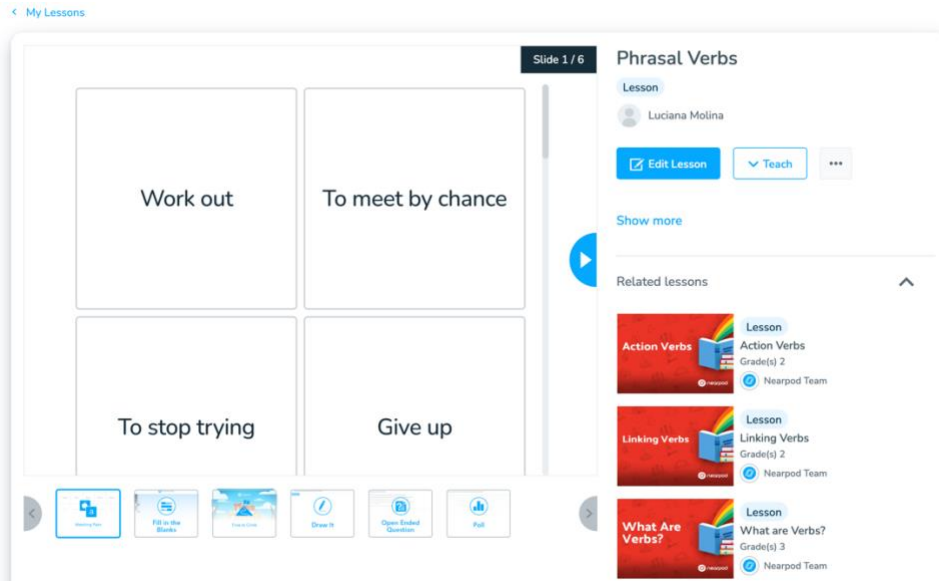 My Lessons
Slide 1 / 6
Work out
To meet by chance
To stop trying
Give up
Fill in the
Blanks
Draw It
Open Ended
Question
Poll
Phrasal Verbs
Lesson
Luciana Molina
Edit Lesson
Teach
Show more
Related lessons
Action Verbs
nearpod
Lesson
Action Verbs
Grade(s) 2
Nearpod Team
Linking Verbs
nearpod
Lesson
Linking Verbs
Grade(s) 2
Nearpod Team
What Are
Verbs?
nearpod
Lesson
What are Verbs?
Grade(s) 3
Nearpod Team